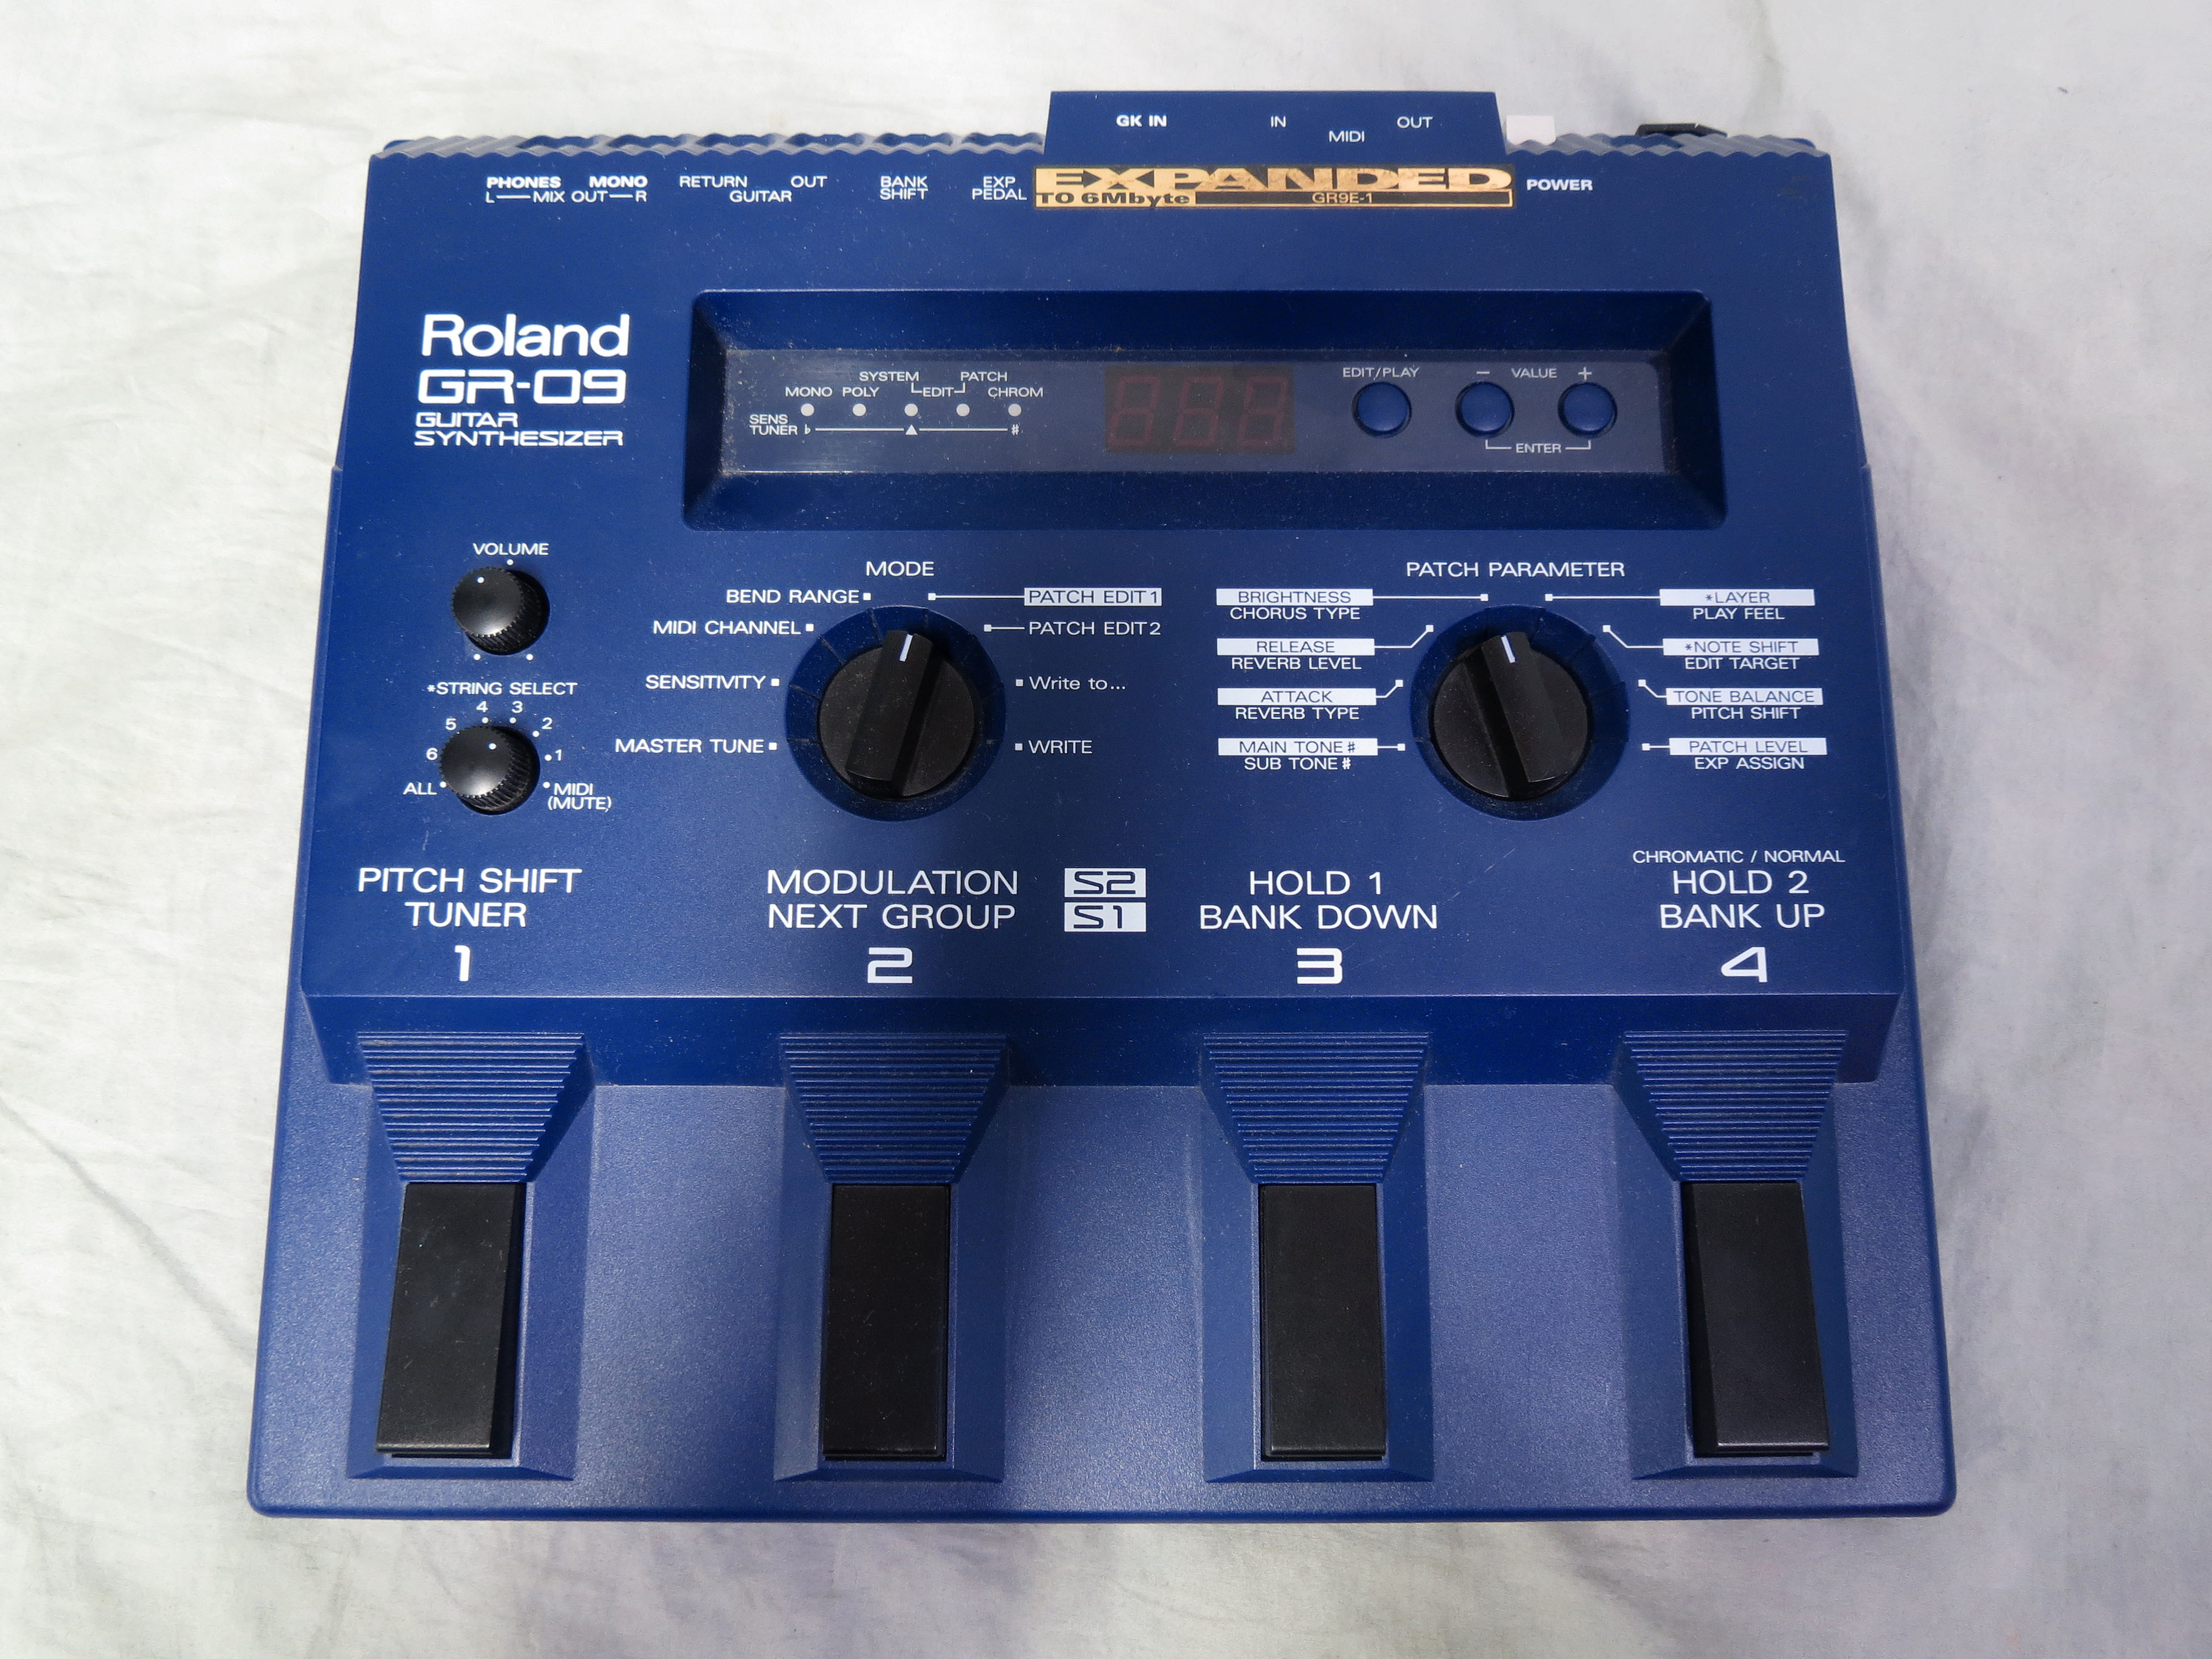 GK IN IN MIDI OUT
PHONES MONO RETURN OUT BANK EXP EXPANDED POWER
L MIX OUT R GUITAR SHIFT PEDAL TO 6Mbyte GR9E-1
Roland
GR-09
GUITAR
SYNTHESIZER
SYSTEM PATCH EDIT/PLAY − VALUE +
MONO POLY EDIT CHROM
SENS
TUNER ♭ ▲ #
ENTER
VOLUME
MODE
BEND RANGE PATCH EDIT 1
MIDI CHANNEL PATCH EDIT 2
SENSITIVITY Write to...
MASTER TUNE WRITE
PATCH PARAMETER
BRIGHTNESS *LAYER
CHORUS TYPE PLAY FEEL
RELEASE *NOTE SHIFT
REVERB LEVEL EDIT TARGET
ATTACK TONE BALANCE
REVERB TYPE PITCH SHIFT
MAIN TONE # PATCH LEVEL
SUB TONE # EXP ASSIGN
*STRING SELECT
4 3
5 2
6 1
ALL MIDI
(MUTE)
CHROMATIC / NORMAL
PITCH SHIFT MODULATION S2 HOLD 1 HOLD 2
TUNER NEXT GROUP S1 BANK DOWN BANK UP
1 2 3 4